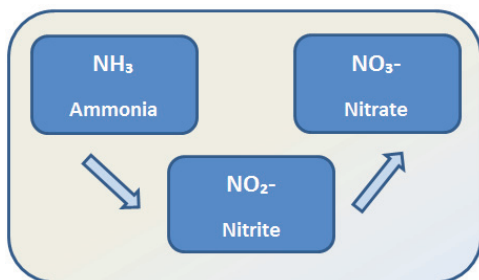 NH₃
Ammonia
NO₃-
Nitrate
NO₂-
Nitrite